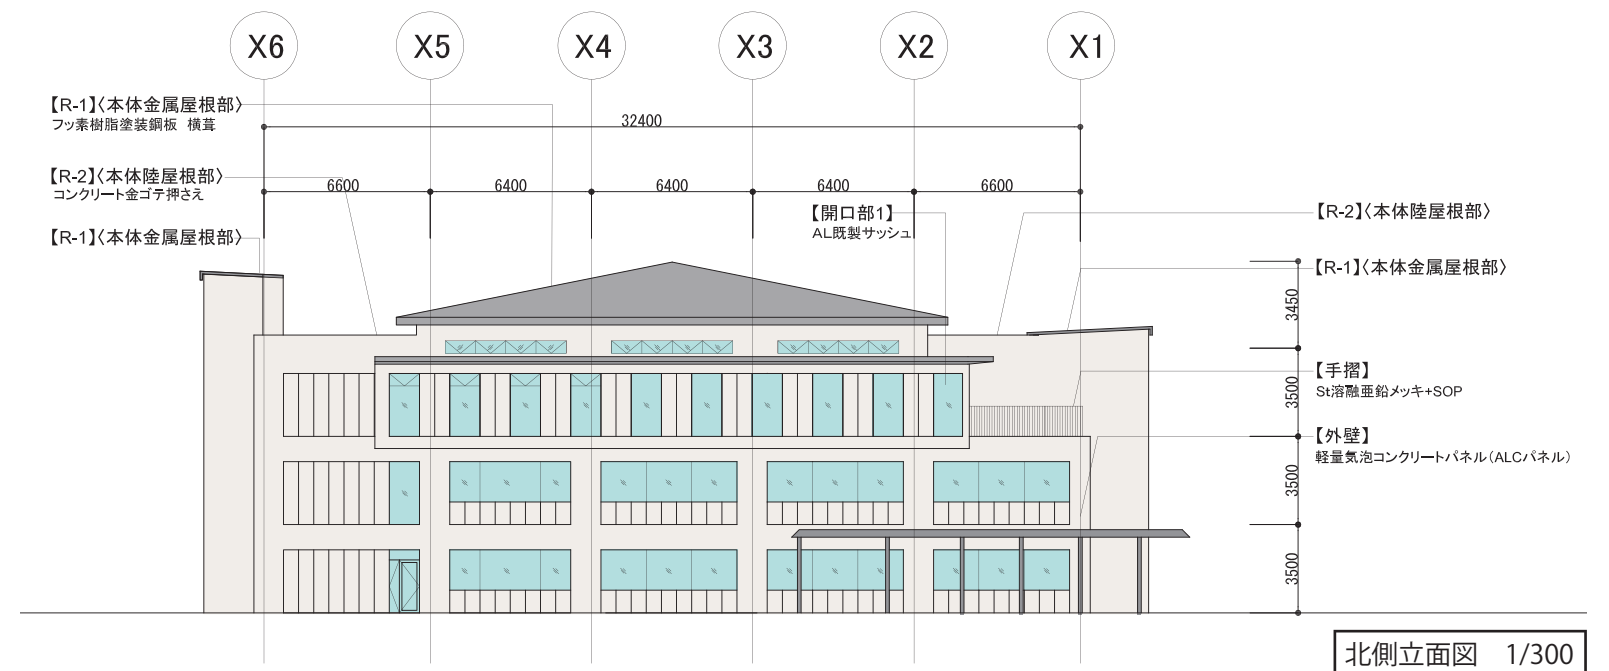 X6
X5
X4
X3
X2
X1
【R-1】〈本体金属屋根部〉
フッ素樹脂塗装鋼板 横葺
32400
【R-2】〈本体陸屋根部〉
コンクリート金ゴテ押さえ
6600
6400
6400
6400
6600
【開口部1】
AL既製サッシュ
【R-2】〈本体陸屋根部〉
【R-1】〈本体金属屋根部〉
【R-1】〈本体金属屋根部〉
3450
【手摺】
St溶融亜鉛メッキ+SOP
3500
【外壁】
軽量気泡コンクリートパネル(ALCパネル)
3500
3500
北側立面図 1/300